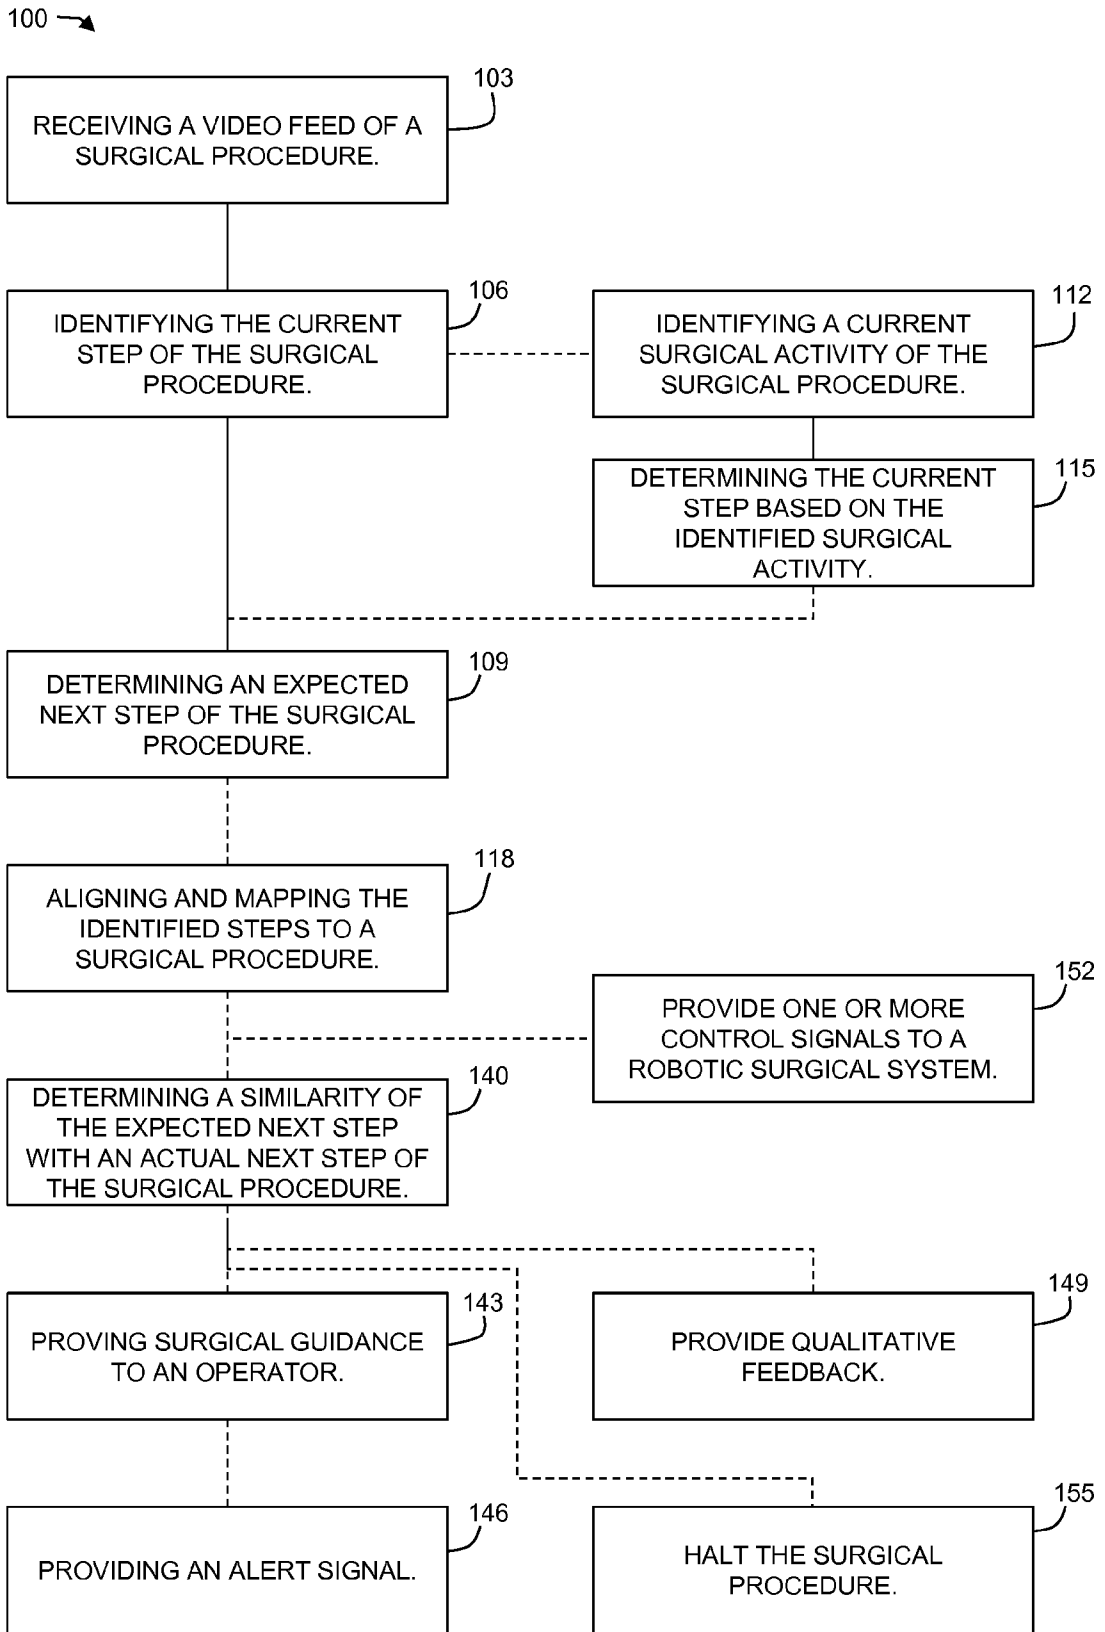 100
103
RECEIVING A VIDEO FEED OF A
SURGICAL PROCEDURE.
106
IDENTIFYING THE CURRENT
STEP OF THE SURGICAL
PROCEDURE.
112
IDENTIFYING A CURRENT
SURGICAL ACTIVITY OF THE
SURGICAL PROCEDURE.
115
DETERMINING THE CURRENT
STEP BASED ON THE
IDENTIFIED SURGICAL
ACTIVITY.
109
DETERMINING AN EXPECTED
NEXT STEP OF THE SURGICAL
PROCEDURE.
118
ALIGNING AND MAPPING THE
IDENTIFIED STEPS TO A
SURGICAL PROCEDURE.
152
PROVIDE ONE OR MORE
CONTROL SIGNALS TO A
ROBOTIC SURGICAL SYSTEM.
140
DETERMINING A SIMILARITY OF
THE EXPECTED NEXT STEP
WITH AN ACTUAL NEXT STEP OF
THE SURGICAL PROCEDURE.
143
PROVING SURGICAL GUIDANCE
TO AN OPERATOR.
149
PROVIDE QUALITATIVE
FEEDBACK.
146
PROVIDING AN ALERT SIGNAL.
155
HALT THE SURGICAL
PROCEDURE.